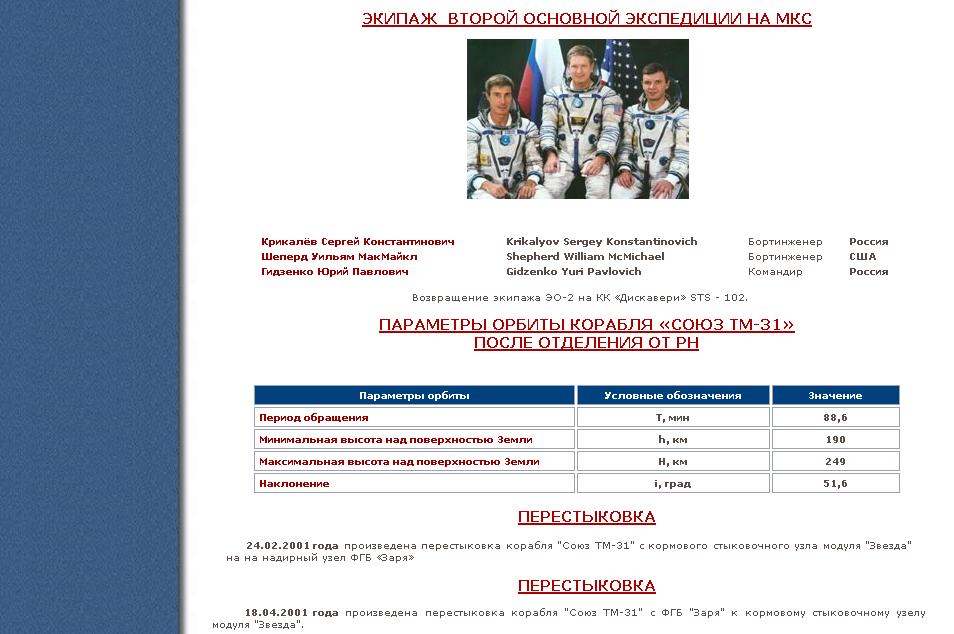 ЭКИПАЖ ВТОРОЙ ОСНОВНОЙ ЭКСПЕДИЦИИ НА МКС
Крикалёв Сергей Константинович Krikalyov Sergey Konstantinovich Бортинженер Россия
Шеперд Уильям МакМайкл Shepherd William McMichael Бортинженер США
Гидзенко Юрий Павлович Gidzenko Yuri Pavlovich Командир Россия
Возвращение экипажа ЭО-2 на КК «Дискавери» STS - 102.
ПАРАМЕТРЫ ОРБИТЫ КОРАБЛЯ «СОЮЗ ТМ-31»
ПОСЛЕ ОТДЕЛЕНИЯ ОТ РН
Параметры орбиты Условные обозначения Значение
Период обращения Т, мин 88,6
Минимальная высота над поверхностью Земли h, км 190
Максимальная высота над поверхностью Земли Н, км 249
Наклонение i, град 51,6
ПЕРЕСТЫКОВКА
24.02.2001 года произведена перестыковка корабля "Союз ТМ-31" с кормового стыковочного узла модуля "Звезда"
на на надирный узел ФГБ «Заря»
ПЕРЕСТЫКОВКА
18.04.2001 года произведена перестыковка корабля "Союз ТМ-31" с ФГБ "Заря" к кормовому стыковочному узелу
модуля "Звезда".